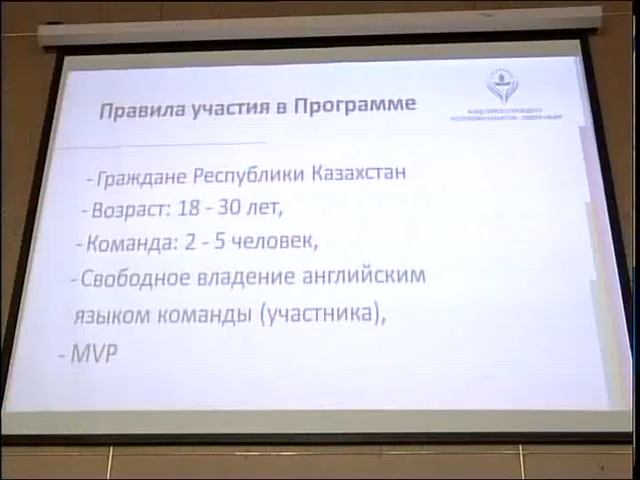 Правила участия в Программе
- Граждане Республики Казахстан
- Возраст: 18 - 30 лет,
- Команда: 2 - 5 человек,
- Свободное владение английским
языком команды (участника),
- MVP